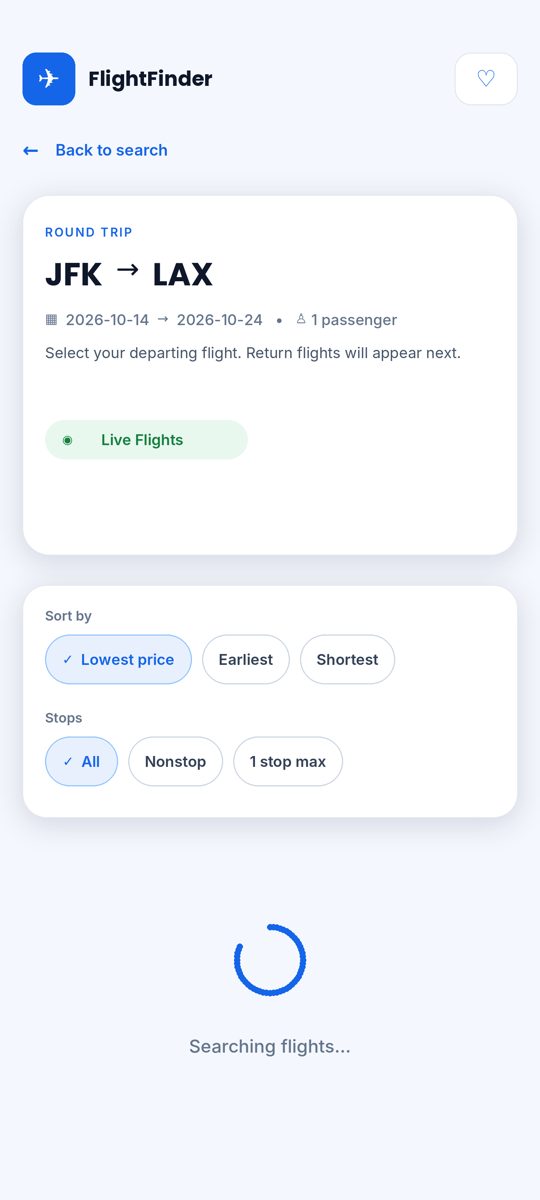 FlightFinder
← Back to search
ROUND TRIP
JFK → LAX
2026-10-14 → 2026-10-24 • 1 passenger
Select your departing flight. Return flights will appear next.
Live Flights
Sort by
✓ Lowest price Earliest Shortest
Stops
✓ All Nonstop 1 stop max
Searching flights...